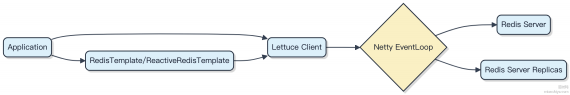 Application
RedisTemplate/ReactiveRedisTemplate
Lettuce Client
Netty EventLoop
Redis Server
Redis Server Replicas